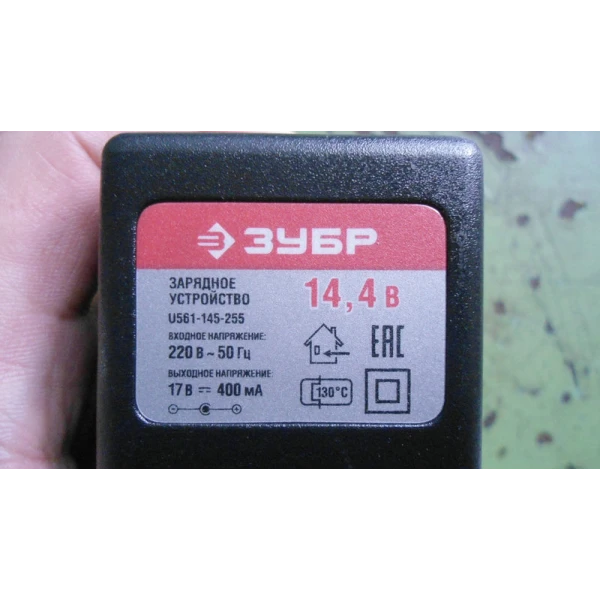 ЗУБР
ЗАРЯДНОЕ
УСТРОЙСТВО
14,4 В
U561-145-255
ВХОДНОЕ НАПРЯЖЕНИЕ:
220 В ~ 50 Гц
ВЫХОДНОЕ НАПРЯЖЕНИЕ:
17 В ⎓ 400 мА
EAC
130°C